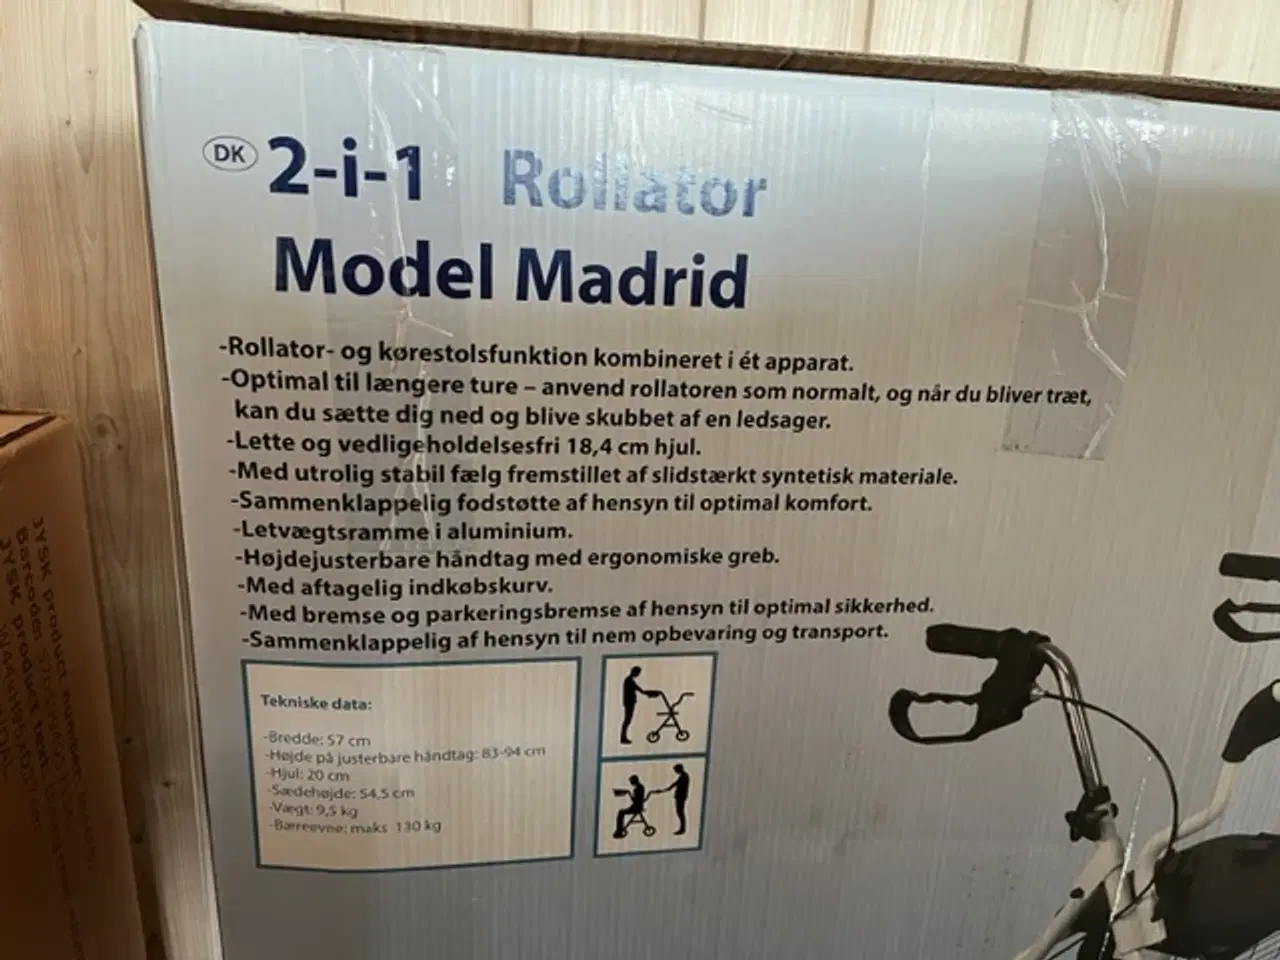 DK 2-i-1 Rollator
Model Madrid
-Rollator- og kørestolsfunktion kombineret i ét apparat.
-Optimal til længere ture – anvend rollatoren som normalt, og når du bliver træt,
kan du sætte dig ned og blive skubbet af en ledsager.
-Lette og vedligeholdelsesfri 18,4 cm hjul.
-Med utrolig stabil fælg fremstillet af slidstærkt syntetisk materiale.
-Sammenklappelig fodstøtte af hensyn til optimal komfort.
-Letvægtsramme i aluminium.
-Højdejusterbare håndtag med ergonomiske greb.
-Med aftagelig indkøbskurv.
-Med bremse og parkeringsbremse af hensyn til optimal sikkerhed.
-Sammenklappelig af hensyn til nem opbevaring og transport.
Tekniske data:
-Bredde: 57 cm
-Højde på justerbare håndtag: 83-94 cm
-Hjul: 20 cm
-Sædehøjde: 54,5 cm
-Vægt: 9,5 kg
-Bæreevne: maks 130 kg
JYSK product number:
Barcode:
JYSK product text: